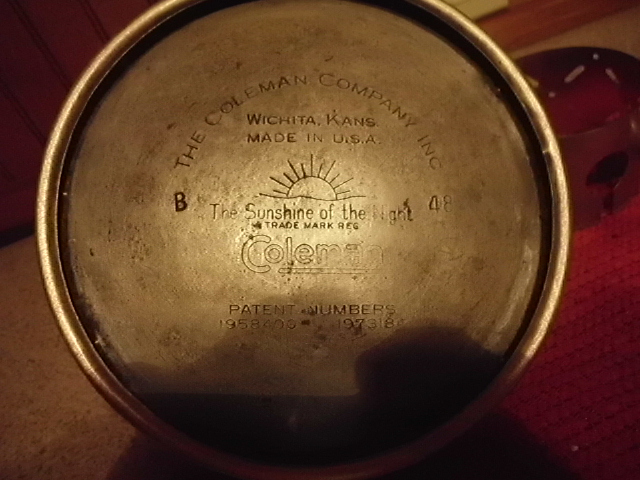 THE COLEMAN COMPANY INC
WICHITA, KANS.
MADE IN U.S.A.
B The Sunshine of the Night 48
TRADE MARK REG
Coleman
PATENT NUMBERS